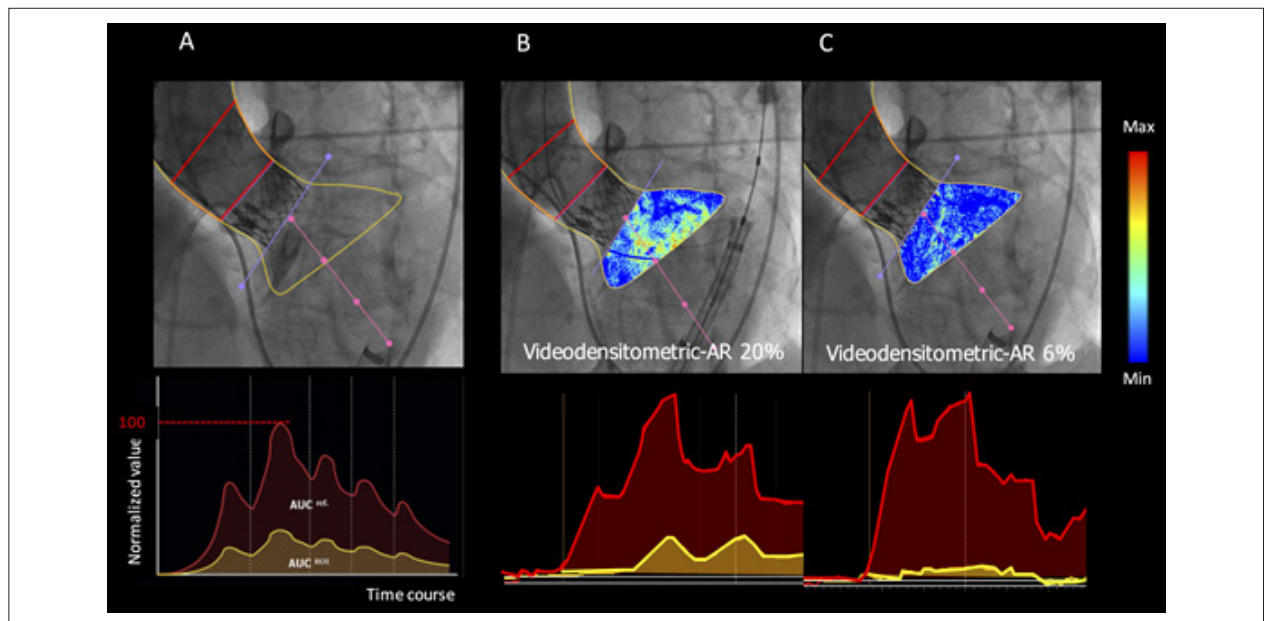 A
B
C
Max
Videodensitometric-AR 20%
Videodensitometric-AR 6%
Min
100
Normalized value
AUC ref.
AUC ROI
Time course